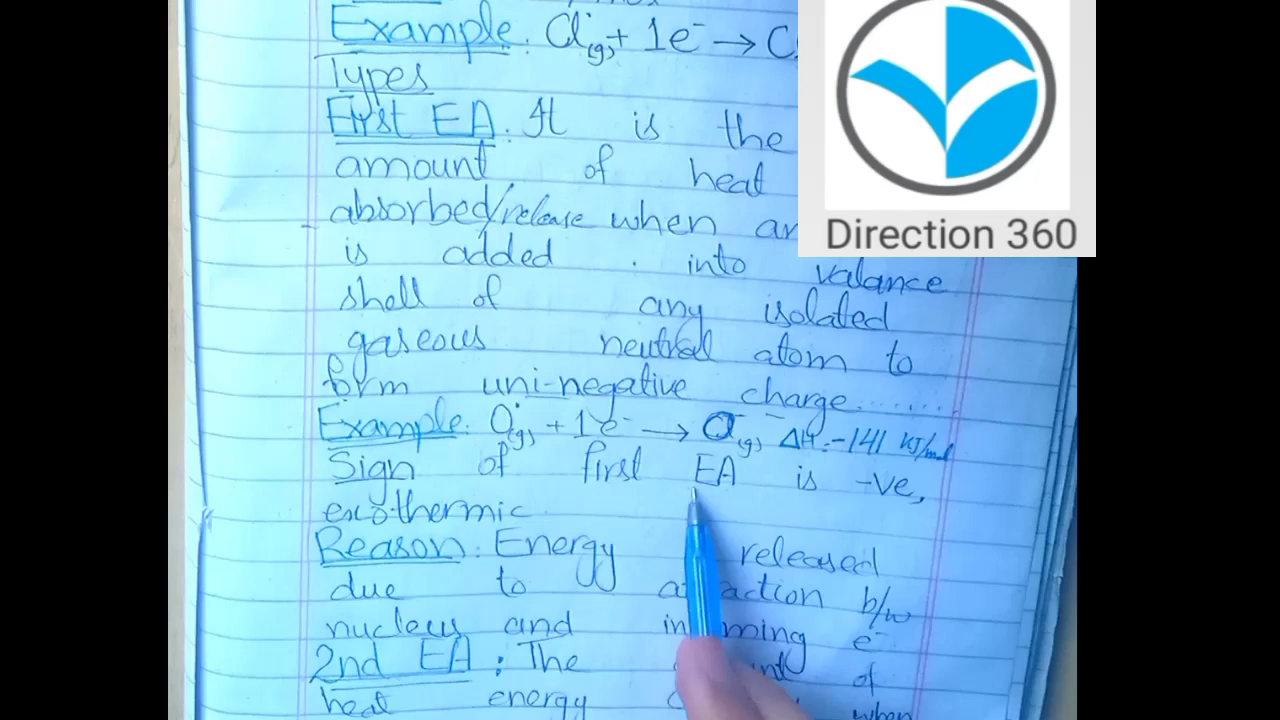 Example: Cl(g) + 1e⁻ → C
Types
First EA. It is the
amount of heat
absorbed/release when an
is added . into valance
shell of any isolated
gaseous neutral atom to
form uni-negative charge.........
Example: O(g) + 1e⁻ → O⁻(g) ΔH = -141 kJ/mol
Sign of first EA is -ve,
exothermic
Reason: Energy released
due to attraction b/w
nucleus and incoming e⁻
2nd EA : The of
heat energy when
Direction 360